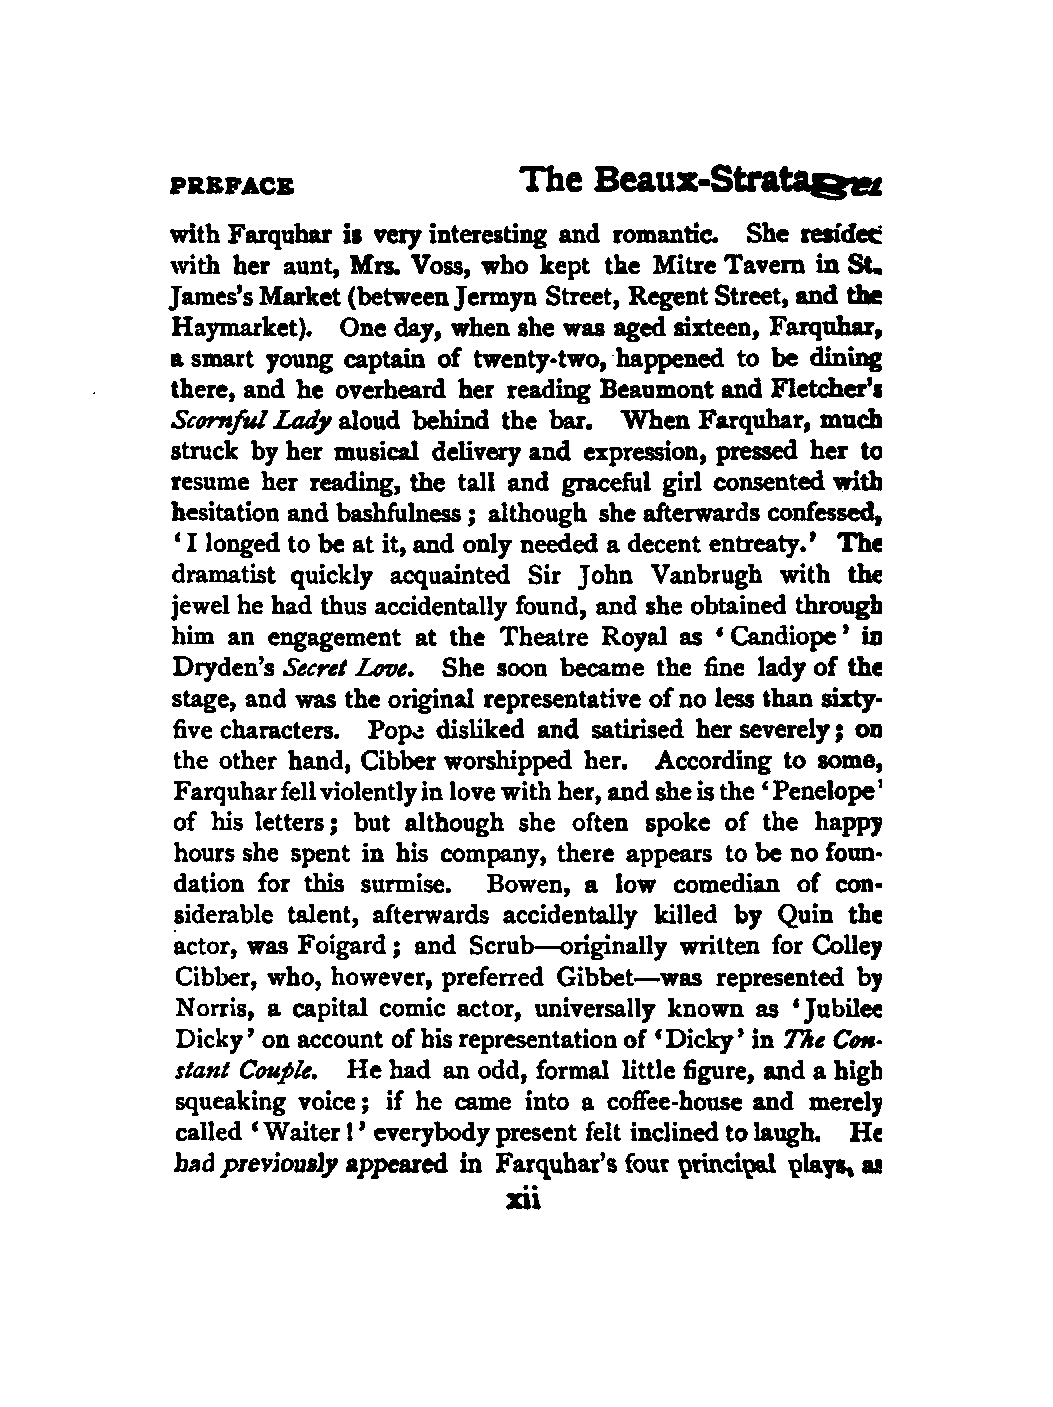 PREFACE The Beaux-Stratagem
with Farquhar is very interesting and romantic. She resided
with her aunt, Mrs. Voss, who kept the Mitre Tavern in St.
James's Market (between Jermyn Street, Regent Street, and the
Haymarket). One day, when she was aged sixteen, Farquhar,
a smart young captain of twenty-two, happened to be dining
there, and he overheard her reading Beaumont and Fletcher's
Scornful Lady aloud behind the bar. When Farquhar, much
struck by her musical delivery and expression, pressed her to
resume her reading, the tall and graceful girl consented with
hesitation and bashfulness; although she afterwards confessed,
'I longed to be at it, and only needed a decent entreaty.' The
dramatist quickly acquainted Sir John Vanbrugh with the
jewel he had thus accidentally found, and she obtained through
him an engagement at the Theatre Royal as 'Candiope' in
Dryden's Secret Love. She soon became the fine lady of the
stage, and was the original representative of no less than sixty-
five characters. Pope disliked and satirised her severely; on
the other hand, Cibber worshipped her. According to some,
Farquhar fell violently in love with her, and she is the 'Penelope'
of his letters; but although she often spoke of the happy
hours she spent in his company, there appears to be no foun-
dation for this surmise. Bowen, a low comedian of con-
siderable talent, afterwards accidentally killed by Quin the
actor, was Foigard; and Scrub—originally written for Colley
Cibber, who, however, preferred Gibbet—was represented by
Norris, a capital comic actor, universally known as 'Jubilee
Dicky' on account of his representation of 'Dicky' in The Con-
stant Couple. He had an odd, formal little figure, and a high
squeaking voice; if he came into a coffee-house and merely
called 'Waiter!' everybody present felt inclined to laugh. He
had previously appeared in Farquhar's four principal plays, as
xii